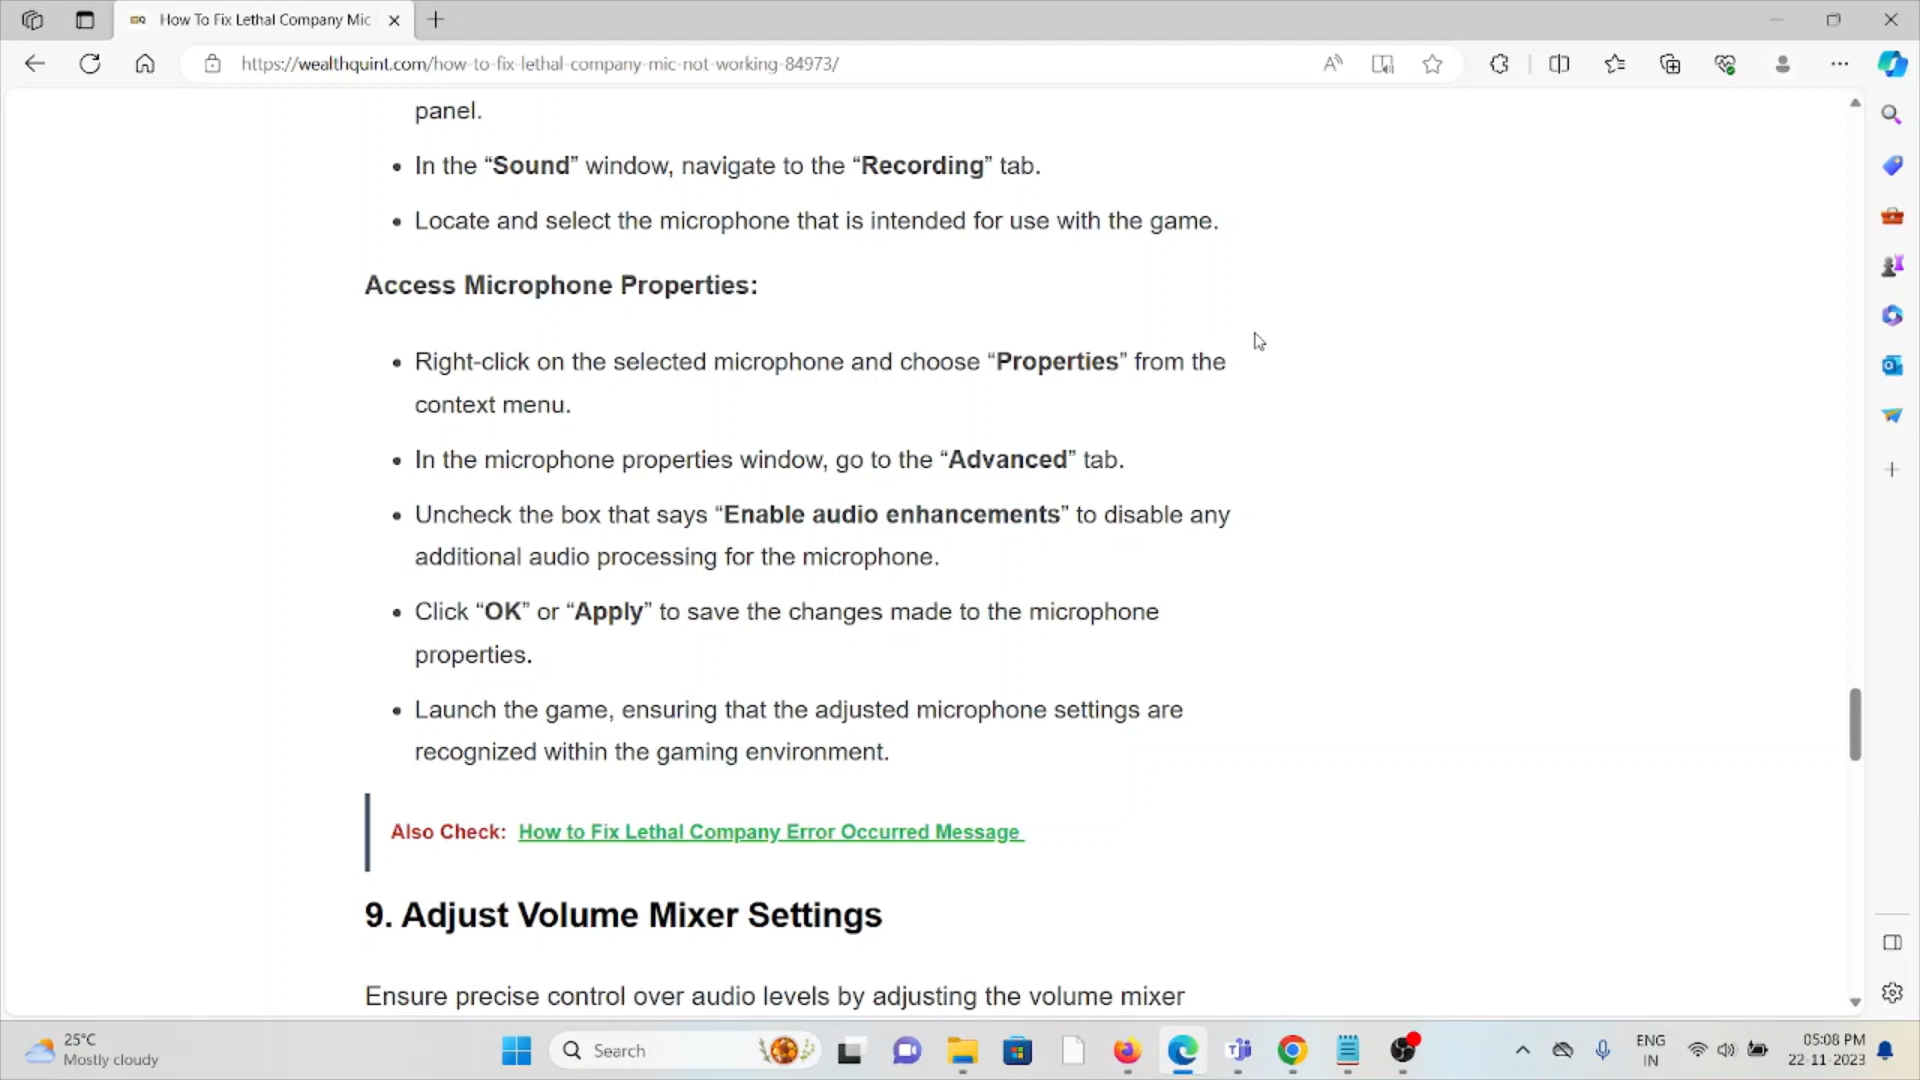 How To Fix Lethal Company Mic
https://wealthquint.com/how-to-fix-lethal-company-mic-not-working-84973/
panel.
• In the “Sound” window, navigate to the “Recording” tab.
• Locate and select the microphone that is intended for use with the game.
Access Microphone Properties:
• Right-click on the selected microphone and choose “Properties” from the
context menu.
• In the microphone properties window, go to the “Advanced” tab.
• Uncheck the box that says “Enable audio enhancements” to disable any
additional audio processing for the microphone.
• Click “OK” or “Apply” to save the changes made to the microphone
properties.
• Launch the game, ensuring that the adjusted microphone settings are
recognized within the gaming environment.
Also Check: How to Fix Lethal Company Error Occurred Message
9. Adjust Volume Mixer Settings
Ensure precise control over audio levels by adjusting the volume mixer
25°C
Mostly cloudy
Search
ENG
IN
05:08 PM
22-11-2023